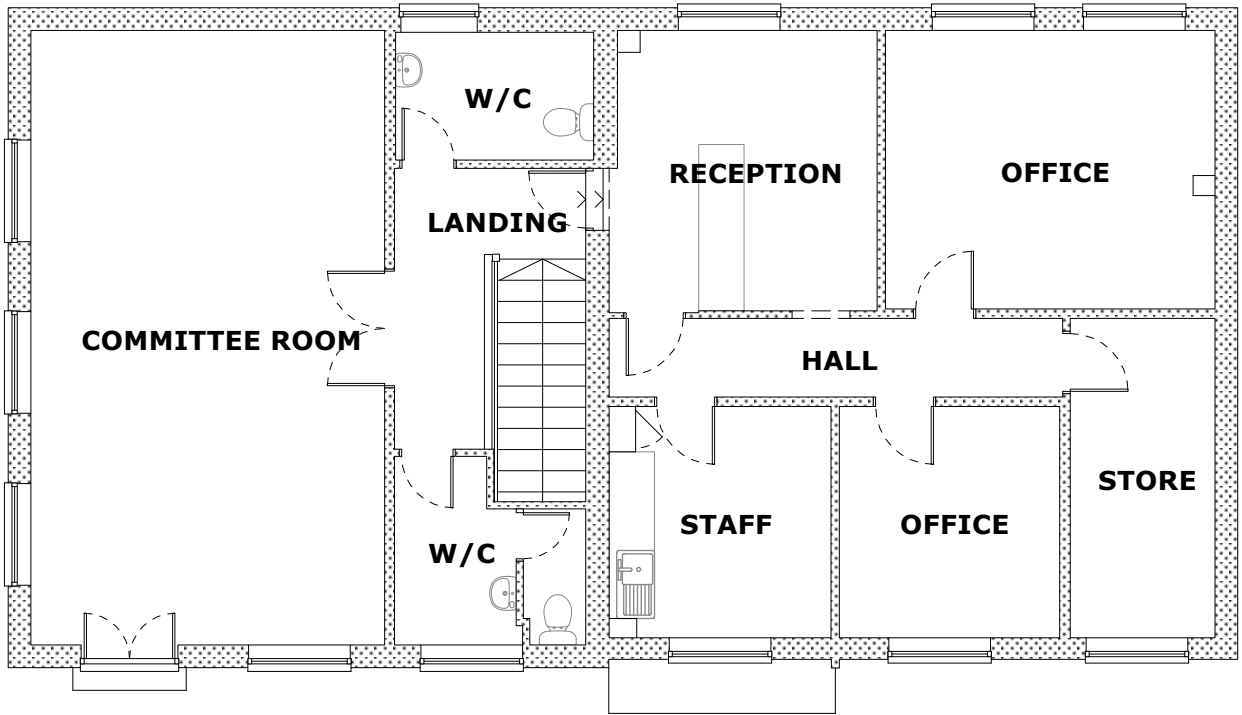 W/C
RECEPTION
OFFICE
LANDING
COMMITTEE ROOM
HALL
STORE
STAFF
OFFICE
W/C